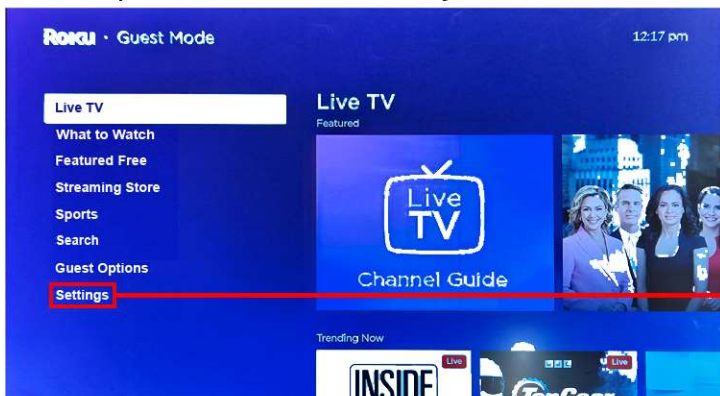 Roku · Guest Mode
12:17 pm
Live TV
What to Watch
Featured Free
Streaming Store
Sports
Search
Guest Options
Settings
Live TV
Featured
Live
TV
Channel Guide
Trending Now
Live
INSIDE
Live
TopGear